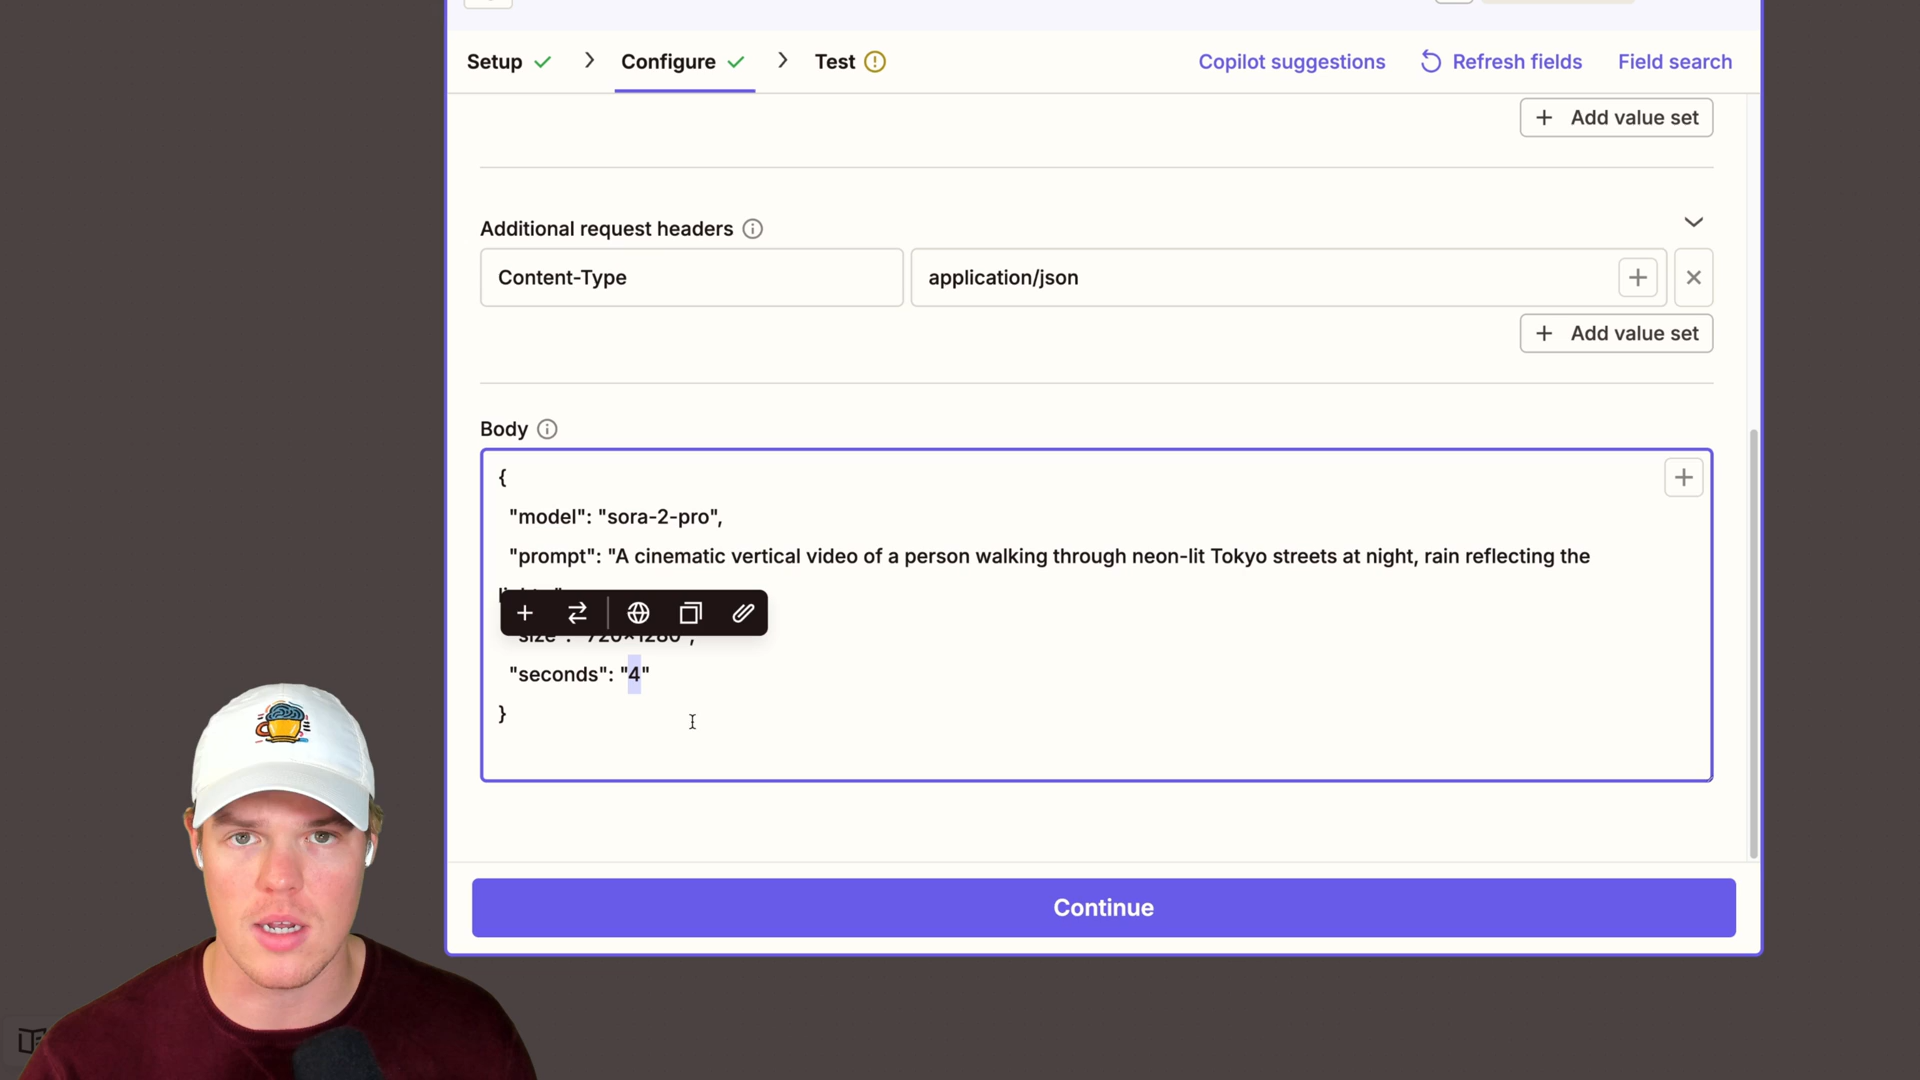 Setup
Configure
Test
Copilot suggestions
Refresh fields
Field search
+ Add value set
Additional request headers
Content-Type
application/json
+ Add value set
Body
{
"model": "sora-2-pro",
"prompt": "A cinematic vertical video of a person walking through neon-lit Tokyo streets at night, rain reflecting the
"size": "720x1280",
"seconds": "4"
}
Continue